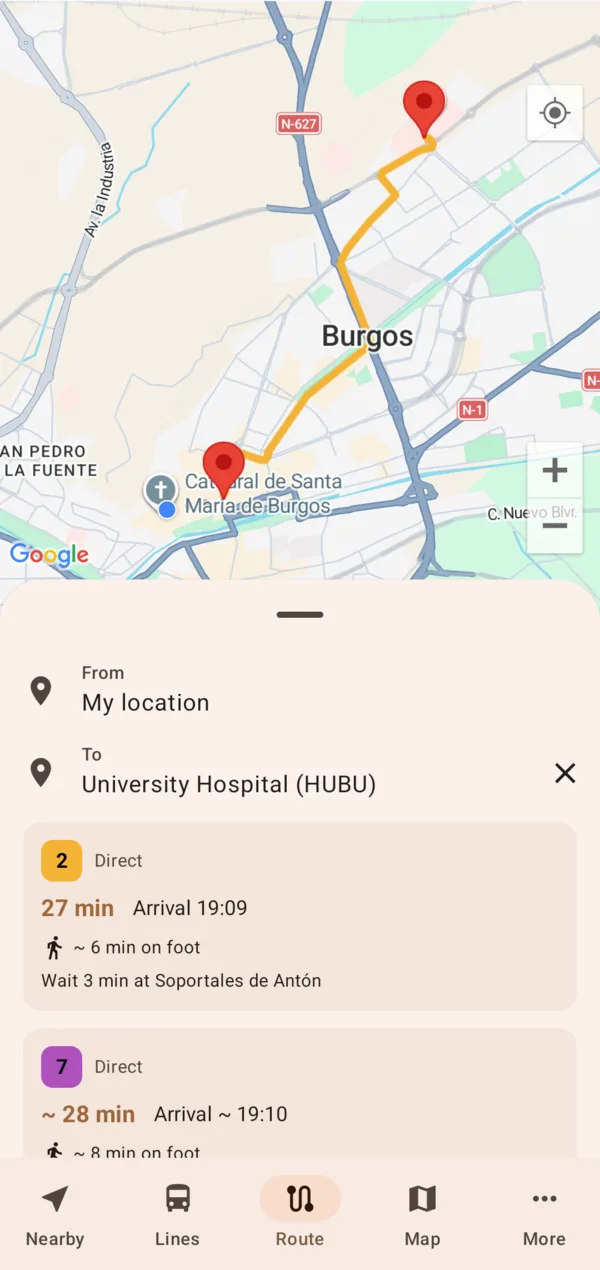 N-627
Av. la Industria
Burgos
N-
N-1
AN PEDRO
LA FUENTE
Cat dral de Santa
María de Burgos
C. Nuevo Blvr.
Google
From
My location
To
University Hospital (HUBU)
2 Direct
27 min Arrival 19:09
~ 6 min on foot
Wait 3 min at Soportales de Antón
7 Direct
~ 28 min Arrival ~ 19:10
~ 8 min on foot
Nearby Lines Route Map More